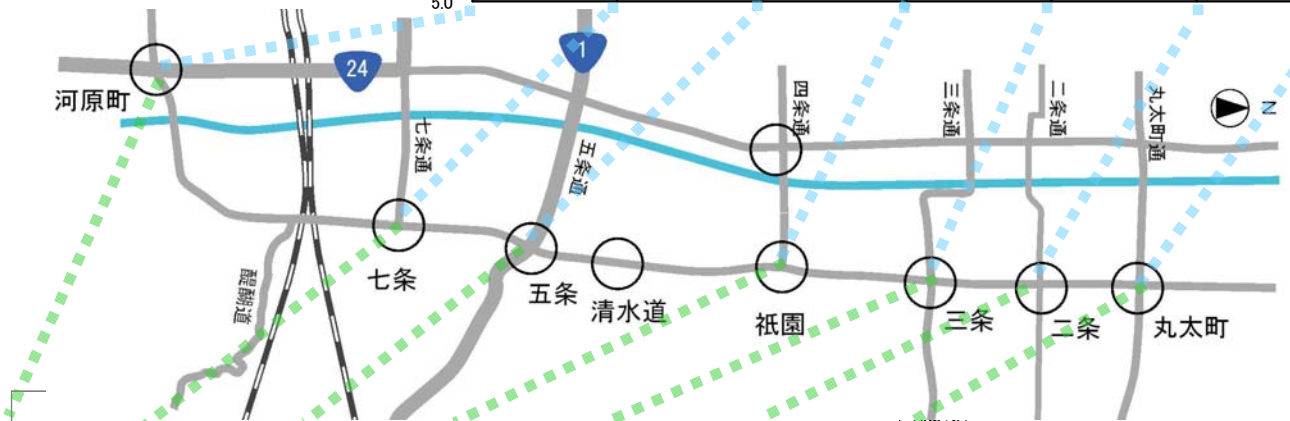 5.0
河原町
24
七条通
1
五条通
四条通
三条通
二条通
丸太町通
N
醍醐道
七条
五条
清水道
祇園
三条
二条
丸太町